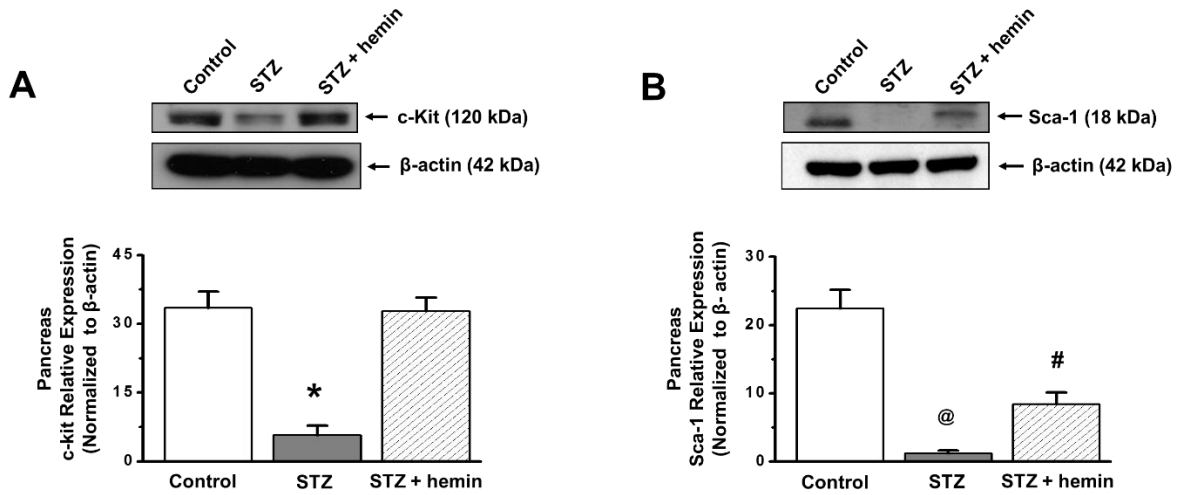 A
Control
STZ
STZ + hemin
c-Kit (120 kDa)
β-actin (42 kDa)
Pancreas
c-kit Relative Expression
(Normalized to β-actin)
45
30
15
0
*
Control
STZ
STZ + hemin
B
Control
STZ
STZ + hemin
Sca-1 (18 kDa)
β-actin (42 kDa)
Pancreas
Sca-1 Relative Expression
(Normalized to β- actin)
30
20
10
0
@
#
Control
STZ
STZ + hemin